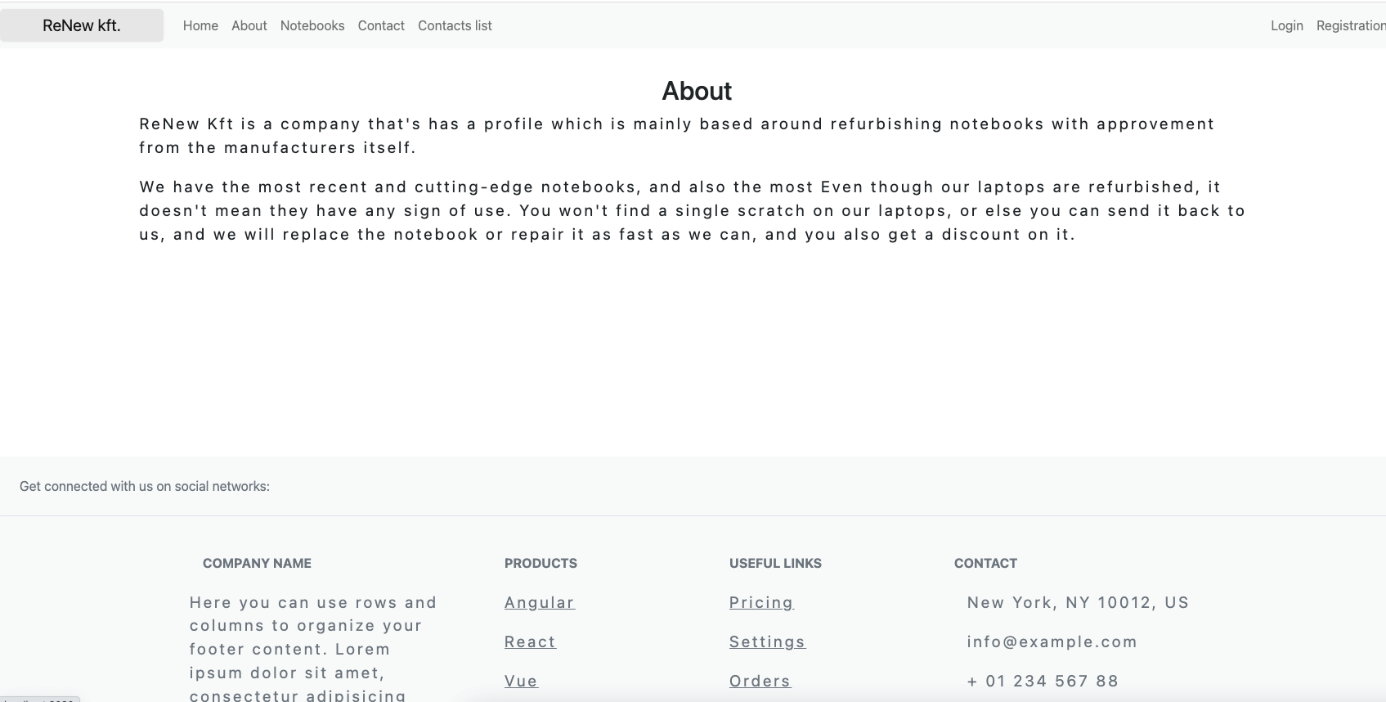 ReNew kft. Home About Notebooks Contact Contacts list Login Registration
About
ReNew Kft is a company that's has a profile which is mainly based around refurbishing notebooks with approvement
from the manufacturers itself.
We have the most recent and cutting-edge notebooks, and also the most Even though our laptops are refurbished, it
doesn't mean they have any sign of use. You won't find a single scratch on our laptops, or else you can send it back to
us, and we will replace the notebook or repair it as fast as we can, and you also get a discount on it.
Get connected with us on social networks:
COMPANY NAME
Here you can use rows and
columns to organize your
footer content. Lorem
ipsum dolor sit amet,
consectetur adipisicing
PRODUCTS
Angular
React
Vue
USEFUL LINKS
Pricing
Settings
Orders
CONTACT
New York, NY 10012, US
info@example.com
+ 01 234 567 88